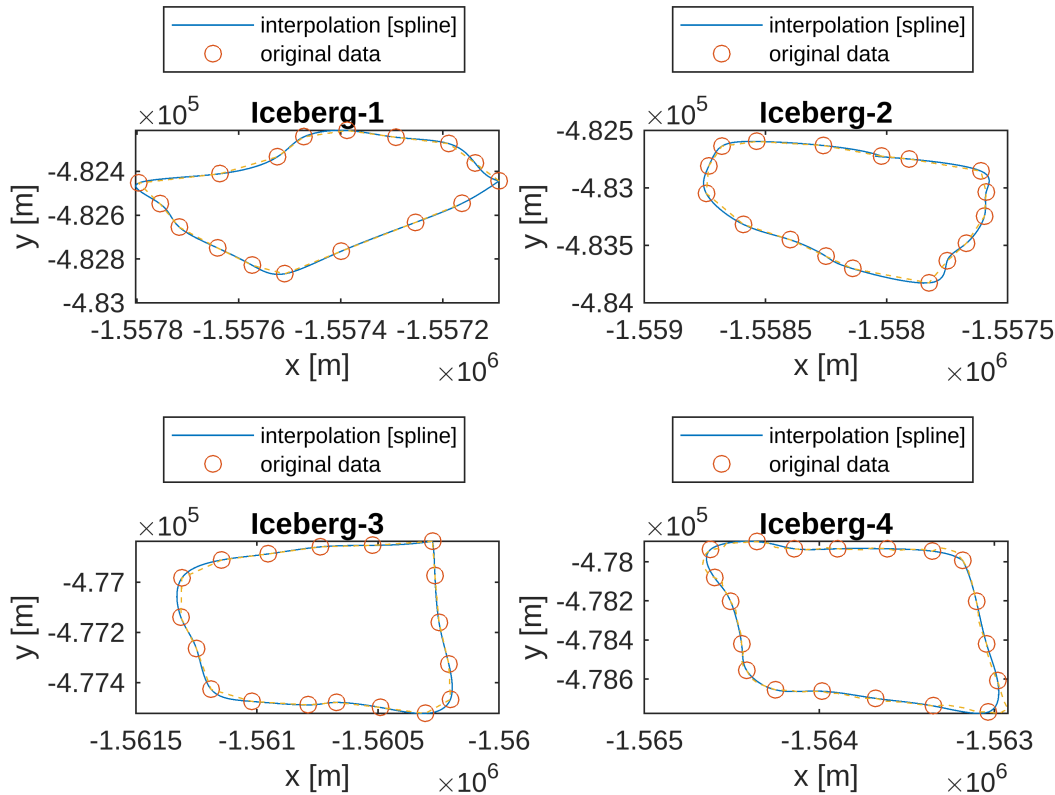 interpolation [spline]
original data
interpolation [spline]
original data
×10^5
Iceberg-1
×10^5
Iceberg-2
-4.824
-4.826
-4.828
-4.83
y [m]
-1.5578 -1.5576 -1.5574 -1.5572
x [m]
×10^6
-4.825
-4.83
-4.835
-4.84
y [m]
-1.559 -1.5585 -1.558 -1.5575
x [m]
×10^6
interpolation [spline]
original data
interpolation [spline]
original data
×10^5
Iceberg-3
×10^5
Iceberg-4
-4.77
-4.772
-4.774
y [m]
-1.5615 -1.561 -1.5605 -1.56
x [m]
×10^6
-4.78
-4.782
-4.784
-4.786
y [m]
-1.565 -1.564 -1.563
x [m]
×10^6